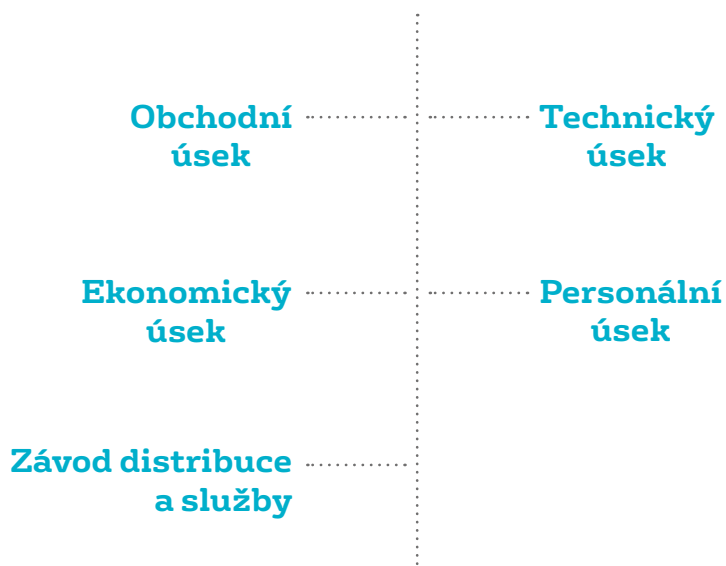 Obchodní
úsek
Technický
úsek
Ekonomický
úsek
Personální
úsek
Závod distribuce
a služby